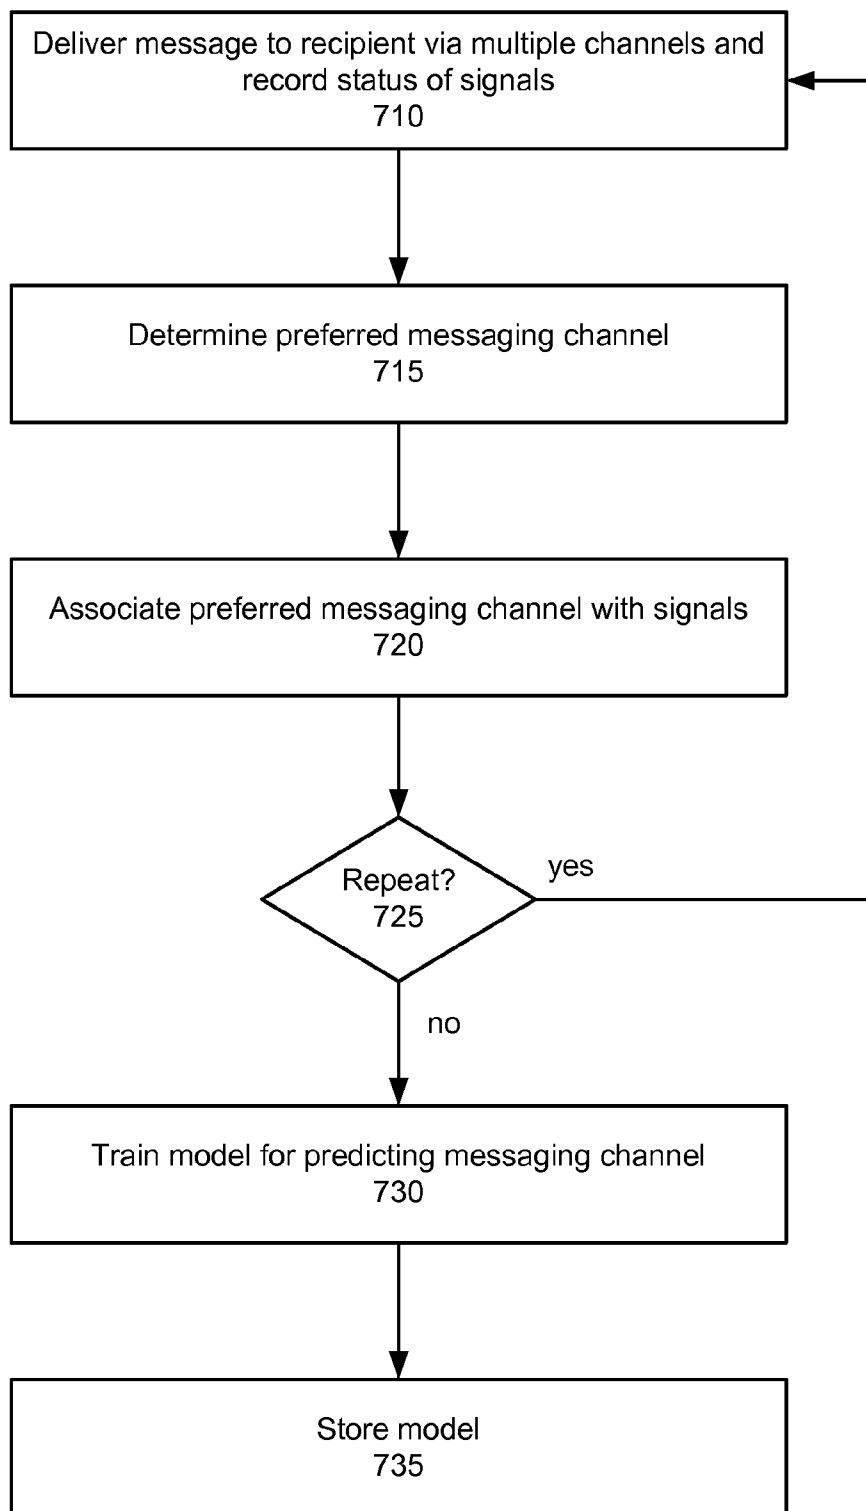 Deliver message to recipient via multiple channels and
record status of signals
710
Determine preferred messaging channel
715
Associate preferred messaging channel with signals
720
Repeat?
725
yes
no
Train model for predicting messaging channel
730
Store model
735